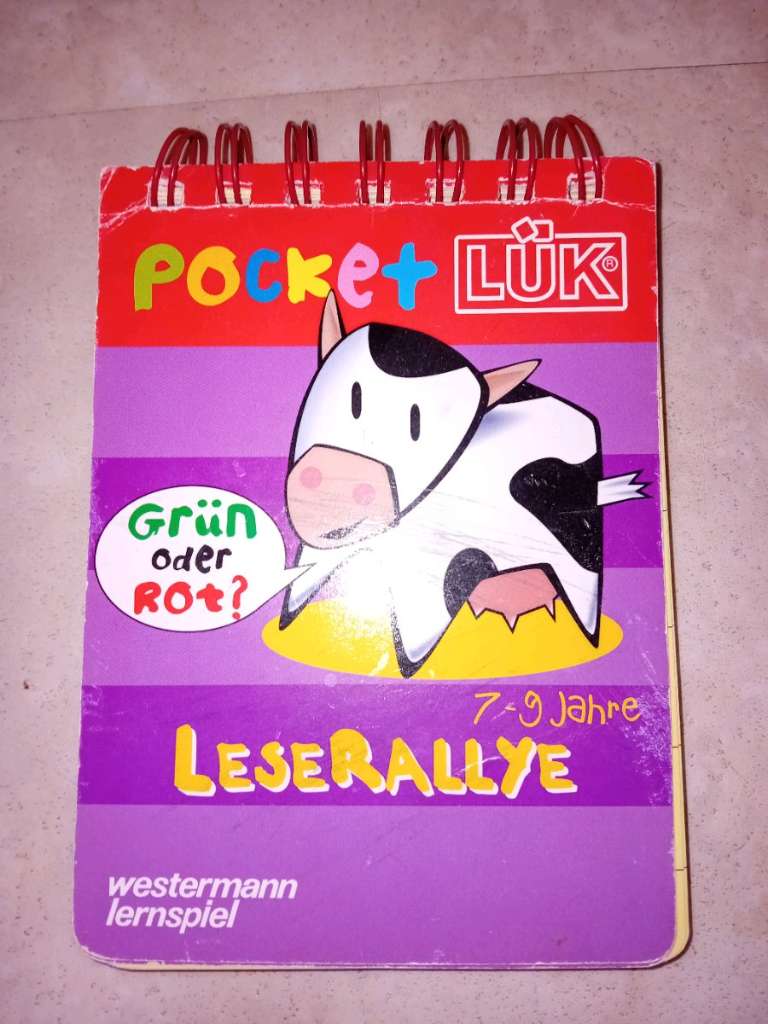 Pocket LÜK®
Grün
oder
Rot?
7-9 Jahre
LESERALLYE
westermann
lernspiel